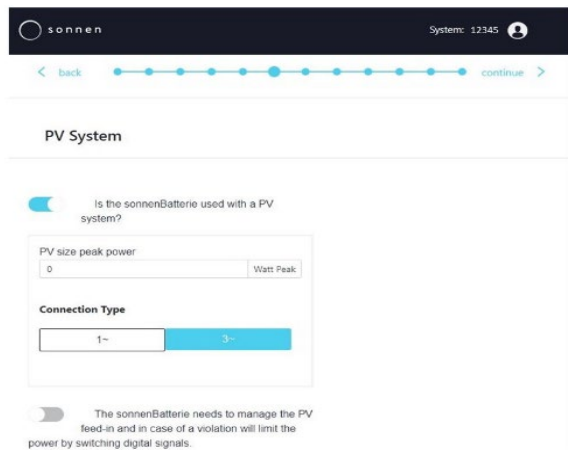 sonnen
System: 12345
< back
continue >
PV System
Is the sonnenBatterie used with a PV
system?
PV size peak power
0
Watt Peak
Connection Type
1~
3~
The sonnenBatterie needs to manage the PV
feed-in and in case of a violation will limit the
power by switching digital signals.